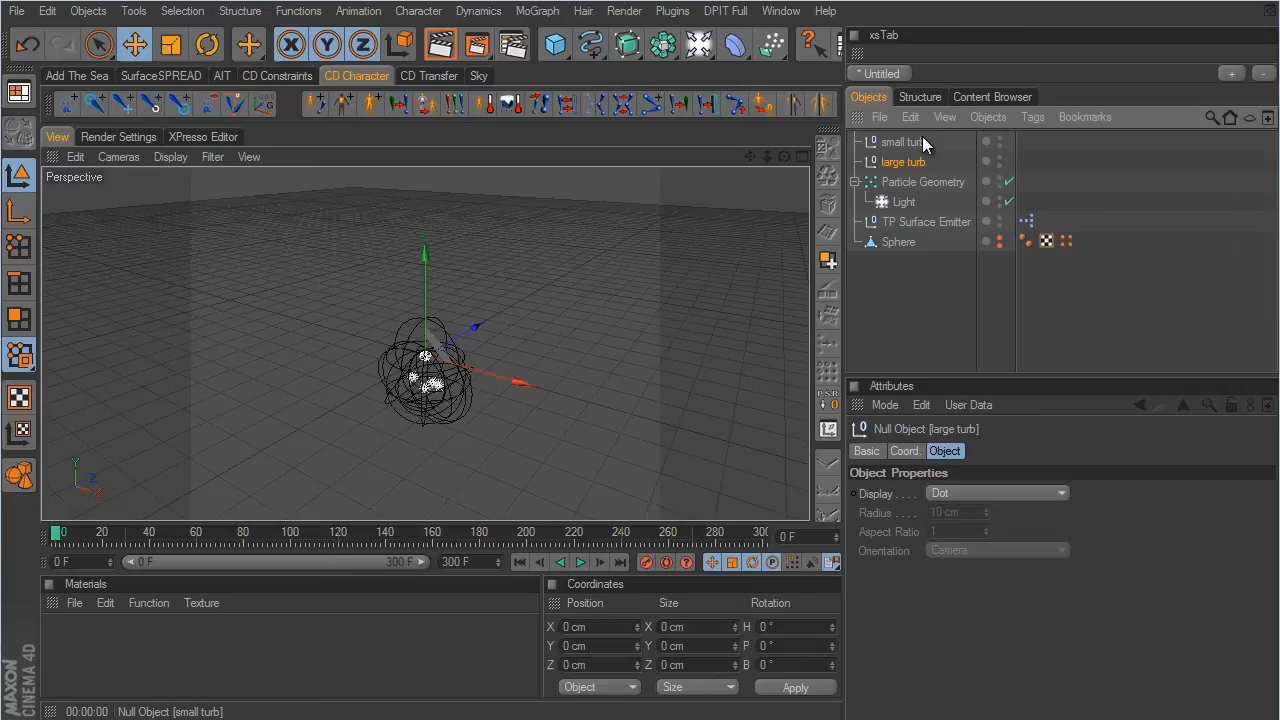 File Edit Objects Tools Selection Structure Functions Animation Character Dynamics MoGraph Hair Render Plugins DPIT Full Window Help
xsTab
* Untitled
Add The Sea SurfaceSPREAD AIT CD Constraints CD Character CD Transfer Sky
Objects Structure Content Browser
File Edit View Objects Tags Bookmarks
View Render Settings XPresso Editor
Edit Cameras Display Filter View
Perspective
small turb
large turb
Particle Geometry
Light
TP Surface Emitter
Sphere
Y
Z
X
PSR
0
Attributes
Mode Edit User Data
Null Object [large turb]
Basic Coord. Object
Object Properties
Display . . . . Dot
Radius . . . . 10 cm
Aspect Ratio 1
Orientation Camera
0 20 40 60 80 100 120 140 160 180 200 220 240 260 280 30(
0 F
0 F 0 F 300 F 300 F
Materials
File Edit Function Texture
Coordinates
Position Size Rotation
X 0 cm X 0 cm H 0 °
Y 0 cm Y 0 cm P 0 °
Z 0 cm Z 0 cm B 0 °
Object Size Apply
MAXON
CINEMA 4D
00:00:00 Null Object [small turb]